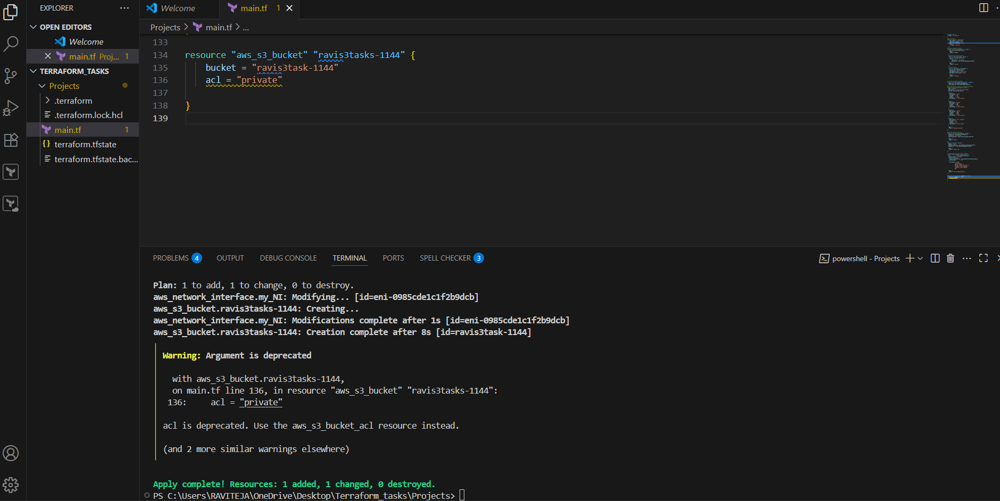 EXPLORER
Welcome
main.tf 1
OPEN EDITORS
Welcome
main.tf Proj... 1
TERRAFORM_TASKS
Projects
.terraform
.terraform.lock.hcl
main.tf 1
terraform.tfstate
terraform.tfstate.bac...
Projects > main.tf > ...
133
134 resource "aws_s3_bucket" "ravis3tasks-1144" {
135 bucket = "ravis3task-1144"
136 acl = "private"
137
138 }
139
PROBLEMS 4 OUTPUT DEBUG CONSOLE TERMINAL PORTS SPELL CHECKER 3
powershell - Projects
Plan: 1 to add, 1 to change, 0 to destroy.
aws_network_interface.my_NI: Modifying... [id=eni-0985cde1c1f2b9dcb]
aws_s3_bucket.ravis3tasks-1144: Creating...
aws_network_interface.my_NI: Modifications complete after 1s [id=eni-0985cde1c1f2b9dcb]
aws_s3_bucket.ravis3tasks-1144: Creation complete after 8s [id=ravis3task-1144]
Warning: Argument is deprecated
with aws_s3_bucket.ravis3tasks-1144,
on main.tf line 136, in resource "aws_s3_bucket" "ravis3tasks-1144":
136: acl = "private"
acl is deprecated. Use the aws_s3_bucket_acl resource instead.
(and 2 more similar warnings elsewhere)
Apply complete! Resources: 1 added, 1 changed, 0 destroyed.
PS C:\Users\RAVITEJA\OneDrive\Desktop\Terraform_tasks\Projects>